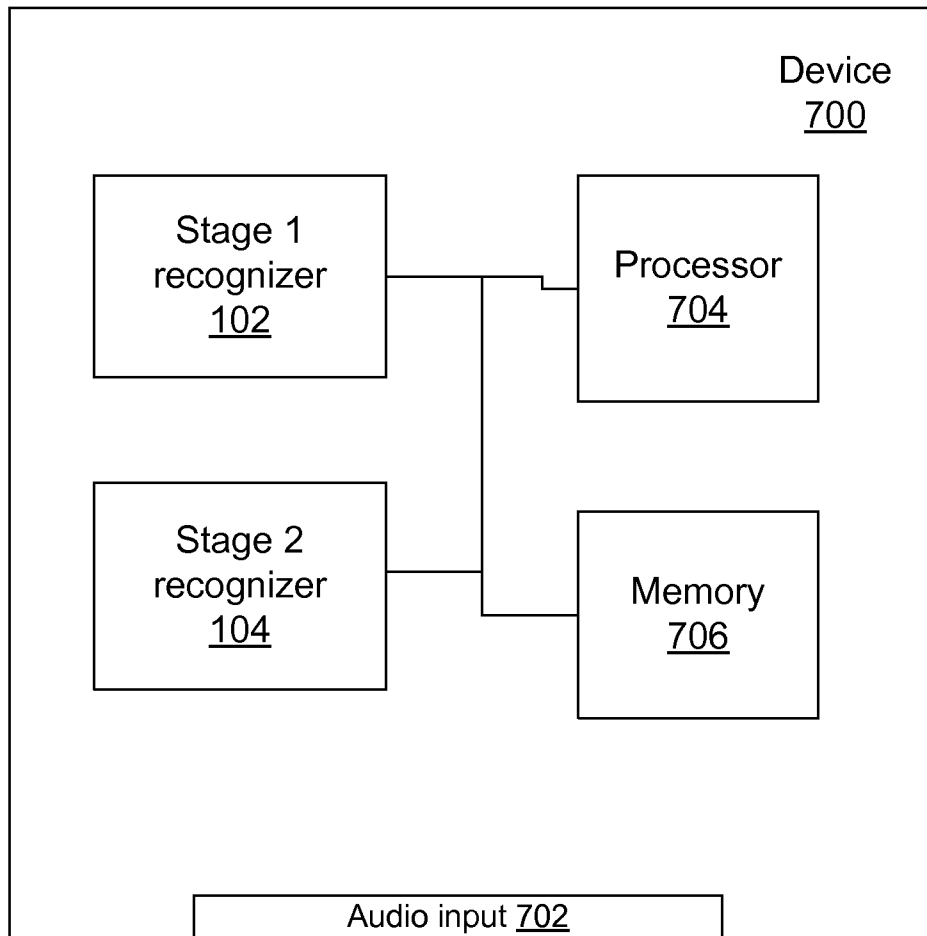 Device
700
Stage 1
recognizer
102
Processor
704
Stage 2
recognizer
104
Memory
706
Audio input 702